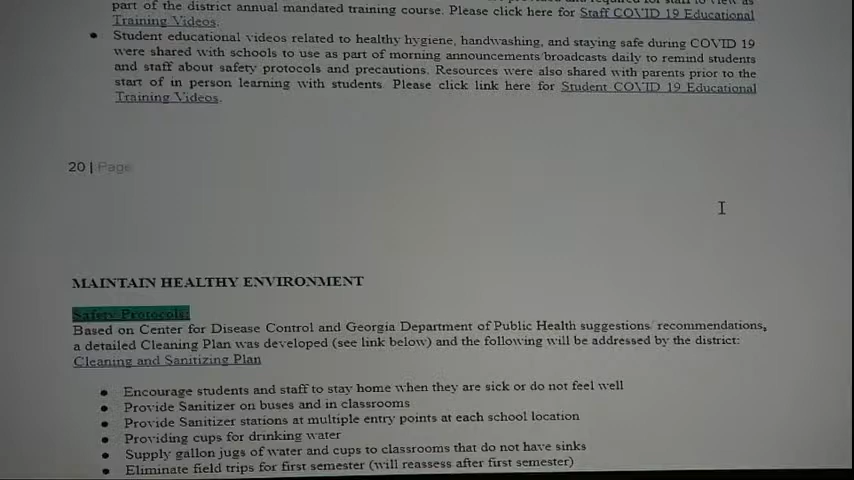 part of the district annual mandated training course. Please click here for Staff COVID 19 Educational
Training Videos.
● Student educational videos related to healthy hygiene, handwashing, and staying safe during COVID 19
were shared with schools to use as part of morning announcements/broadcasts daily to remind students
and staff about safety protocols and precautions. Resources were also shared with parents prior to the
start of in person learning with students. Please click link here for Student COVID 19 Educational
Training Videos.
20 | Page
MAINTAIN HEALTHY ENVIRONMENT
Safety Protocols:
Based on Center for Disease Control and Georgia Department of Public Health suggestions/recommendations,
a detailed Cleaning Plan was developed (see link below) and the following will be addressed by the district:
Cleaning and Sanitizing Plan
● Encourage students and staff to stay home when they are sick or do not feel well
● Provide Sanitizer on buses and in classrooms
● Provide Sanitizer stations at multiple entry points at each school location
● Providing cups for drinking water
● Supply gallon jugs of water and cups to classrooms that do not have sinks
● Eliminate field trips for first semester (will reassess after first semester)